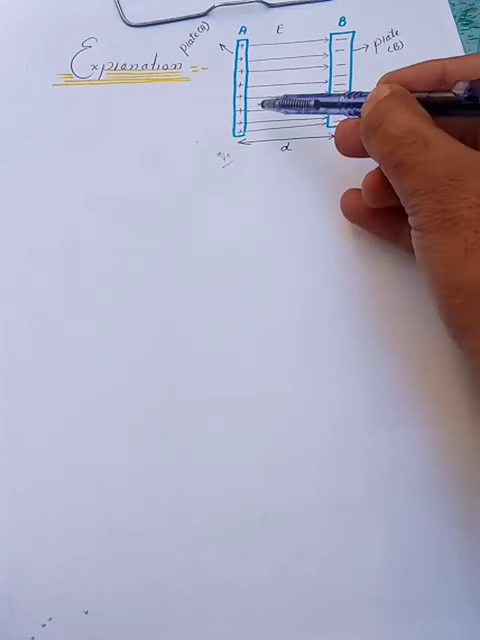 A E B
Plate(A)
plate
(B)
Explanation :-
+ + + + + + + +
d